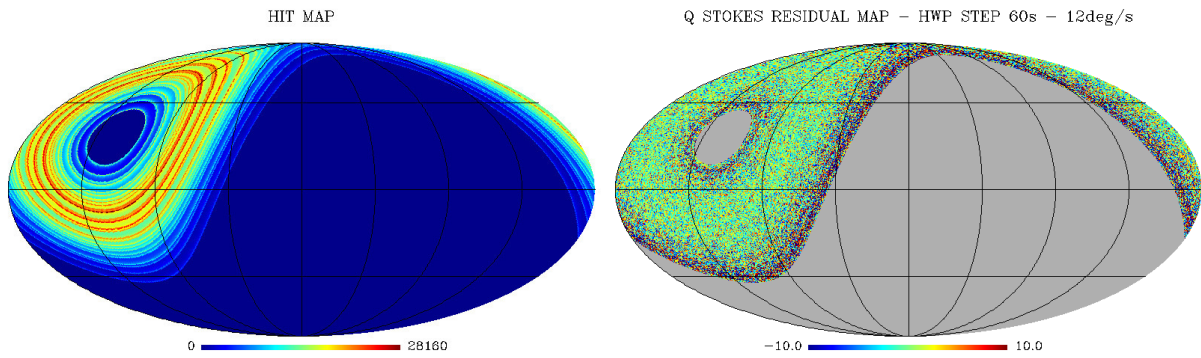 HIT MAP
Q STOKES RESIDUAL MAP - HWP STEP 60s - 12deg/s
0 28160
-10.0 10.0